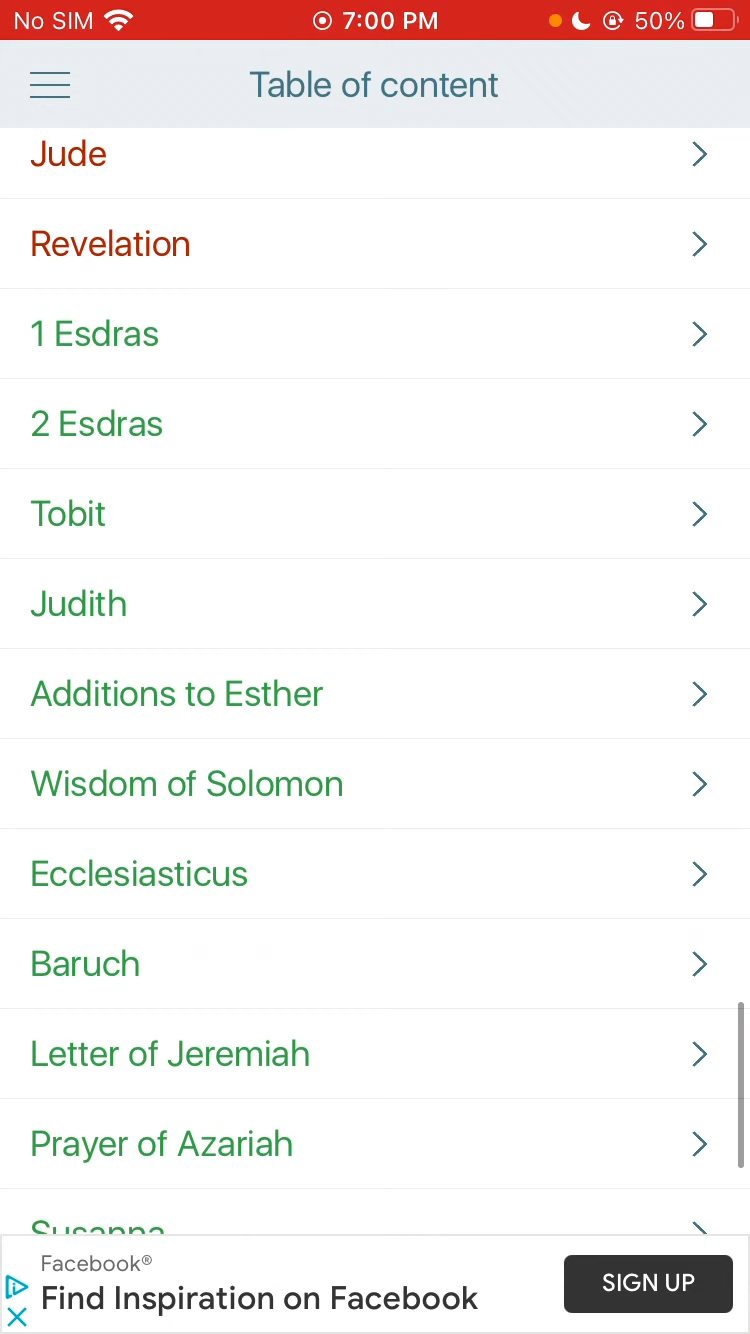 No SIM 7:00 PM 50%
Table of content
Jude
Revelation
1 Esdras
2 Esdras
Tobit
Judith
Additions to Esther
Wisdom of Solomon
Ecclesiasticus
Baruch
Letter of Jeremiah
Prayer of Azariah
Susanna
Facebook®
Find Inspiration on Facebook
SIGN UP